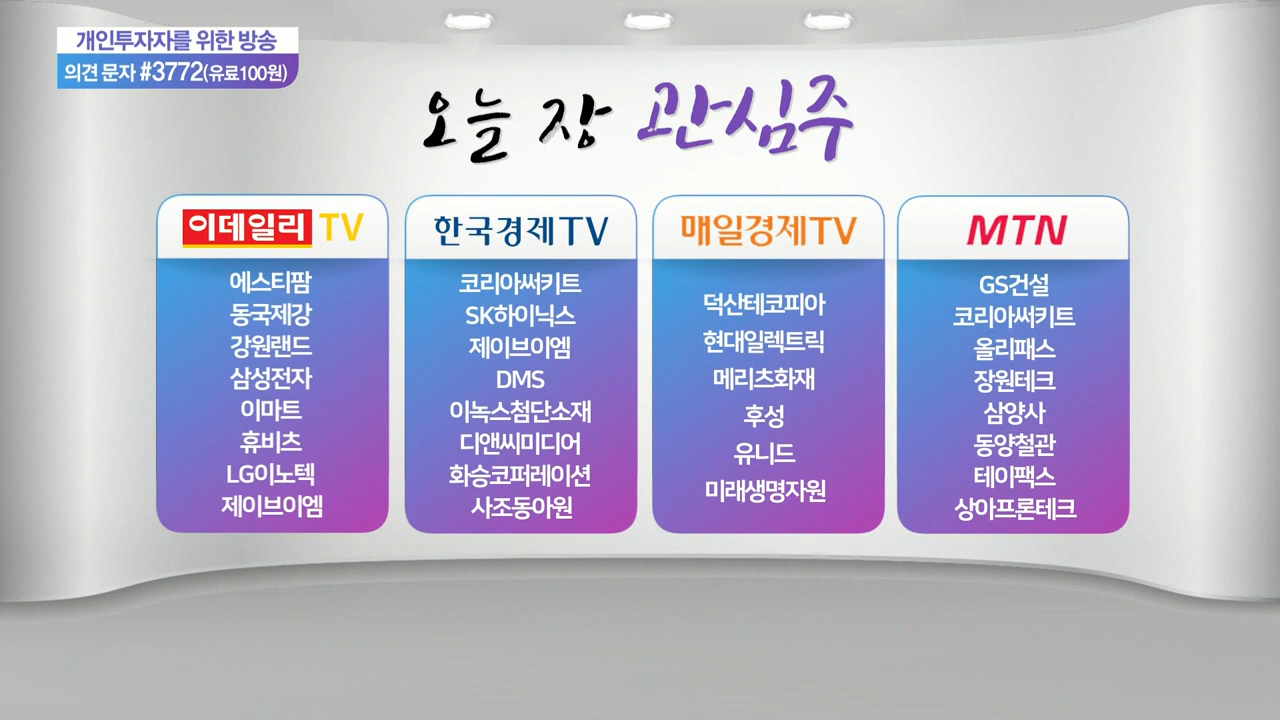 개인투자자를 위한 방송
의견 문자 #3772(유료100원)
오늘 장 관심주
이데일리 TV
에스티팜
동국제강
강원랜드
삼성전자
이마트
휴비츠
LG이노텍
제이브이엠
한국경제TV
코리아써키트
SK하이닉스
제이브이엠
DMS
이녹스첨단소재
디앤씨미디어
화승코퍼레이션
사조동아원
매일경제TV
덕산테코피아
현대일렉트릭
메리츠화재
후성
유니드
미래생명자원
MTN
GS건설
코리아써키트
올리패스
장원테크
삼양사
동양철관
테이팩스
상아프론테크